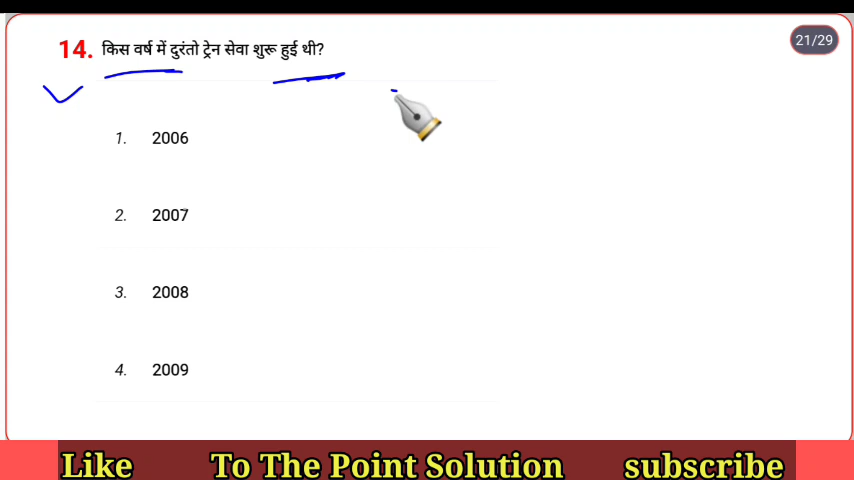 14. किस वर्ष में दुरंतो ट्रेन सेवा शुरू हुई थी?
21/29
1. 2006
2. 2007
3. 2008
4. 2009
Like To The Point Solution subscribe